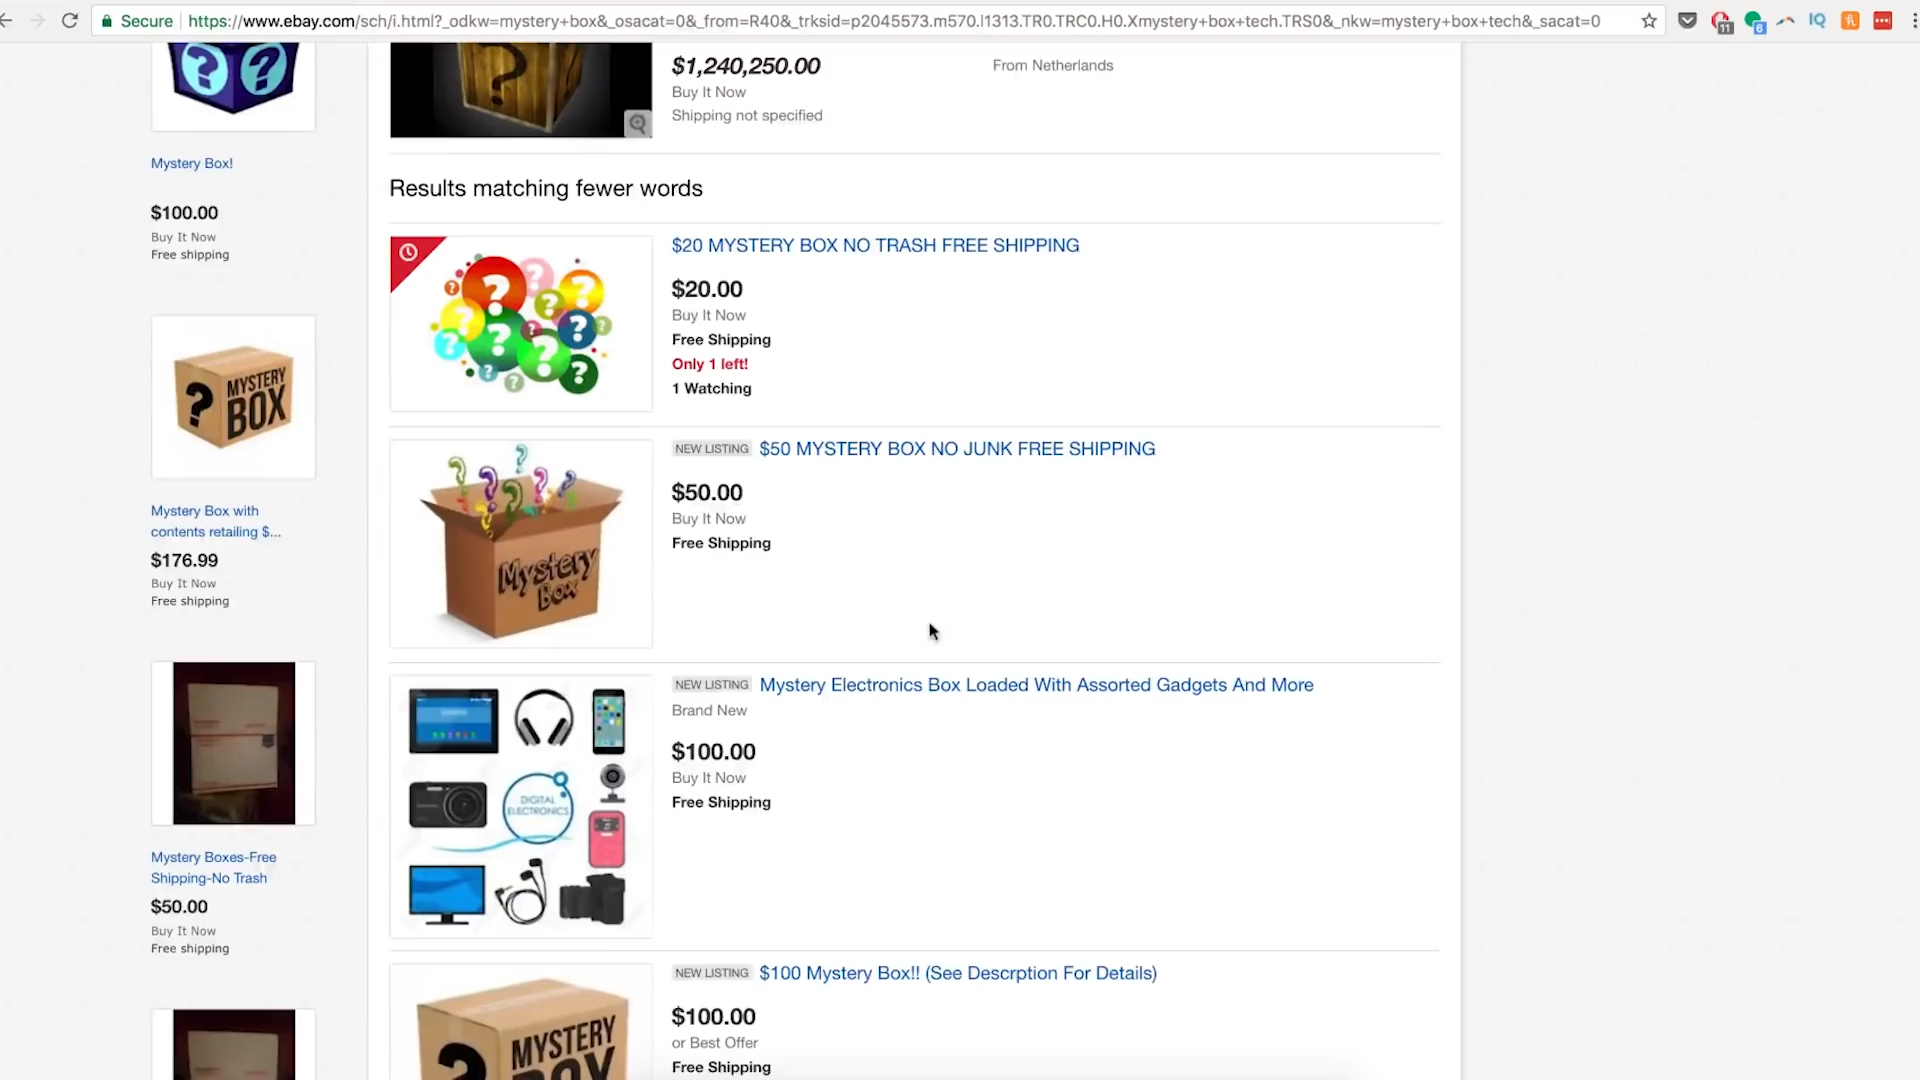 Secure
https://www.ebay.com/sch/i.html?_odkw=mystery+box&_osacat=0&_from=R40&_trksid=p2045573.m570.l1313.TR0.TRC0.H0.Xmystery+box+tech.TRS0&_nkw=mystery+box+tech&_sacat=0
11
6
IQ
? ?
Mystery Box!
$100.00
Buy It Now
Free shipping
? MYSTERY
BOX
Mystery Box with
contents retailing $...
$176.99
Buy It Now
Free shipping
Mystery Boxes-Free
Shipping-No Trash
$50.00
Buy It Now
Free shipping
?
$1,240,250.00
Buy It Now
Shipping not specified
From Netherlands
Results matching fewer words
$20 MYSTERY BOX NO TRASH FREE SHIPPING
$20.00
Buy It Now
Free Shipping
Only 1 left!
1 Watching
Mystery
Box
NEW LISTING $50 MYSTERY BOX NO JUNK FREE SHIPPING
$50.00
Buy It Now
Free Shipping
DIGITAL
ELECTRONICS
NEW LISTING Mystery Electronics Box Loaded With Assorted Gadgets And More
Brand New
$100.00
Buy It Now
Free Shipping
? MYSTERY
BOX
NEW LISTING $100 Mystery Box!! (See Descrption For Details)
$100.00
or Best Offer
Free Shipping